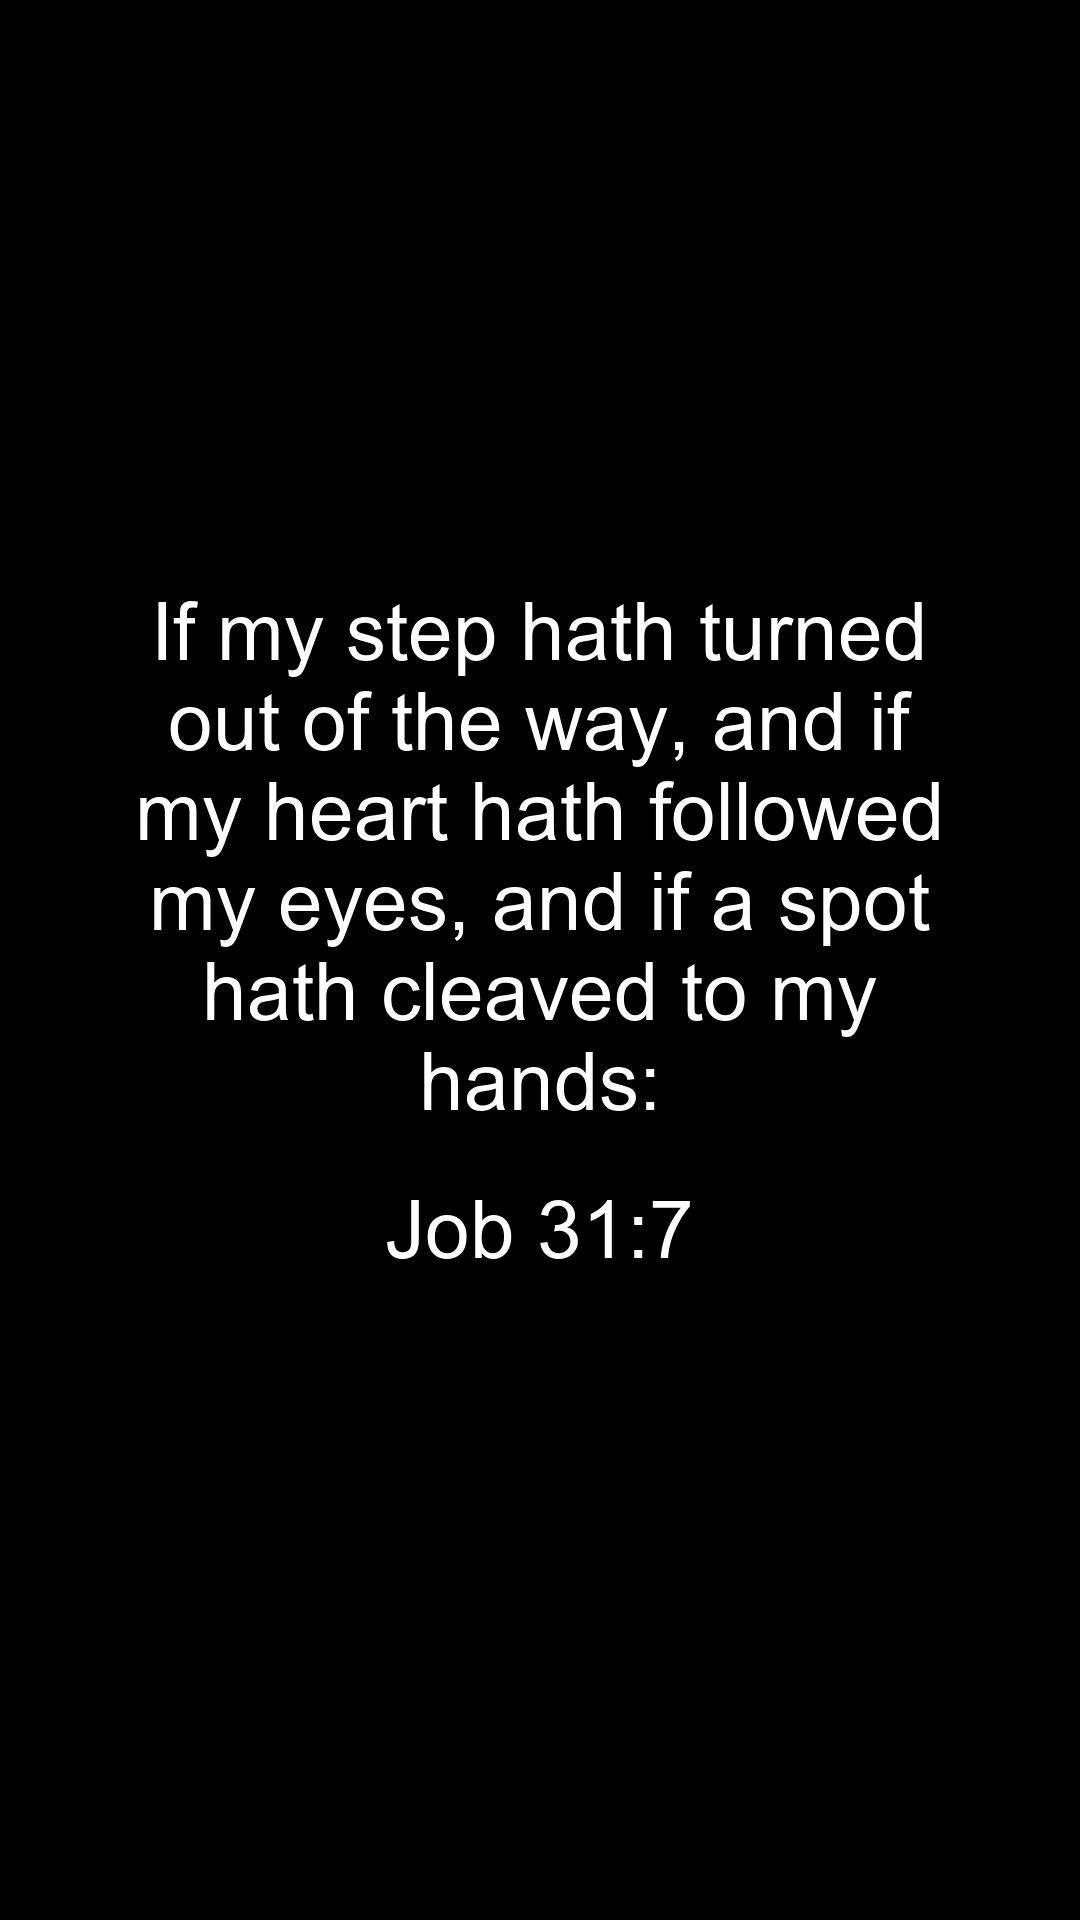 If my step hath turned
out of the way, and if
my heart hath followed
my eyes, and if a spot
hath cleaved to my
hands:
Job 31:7